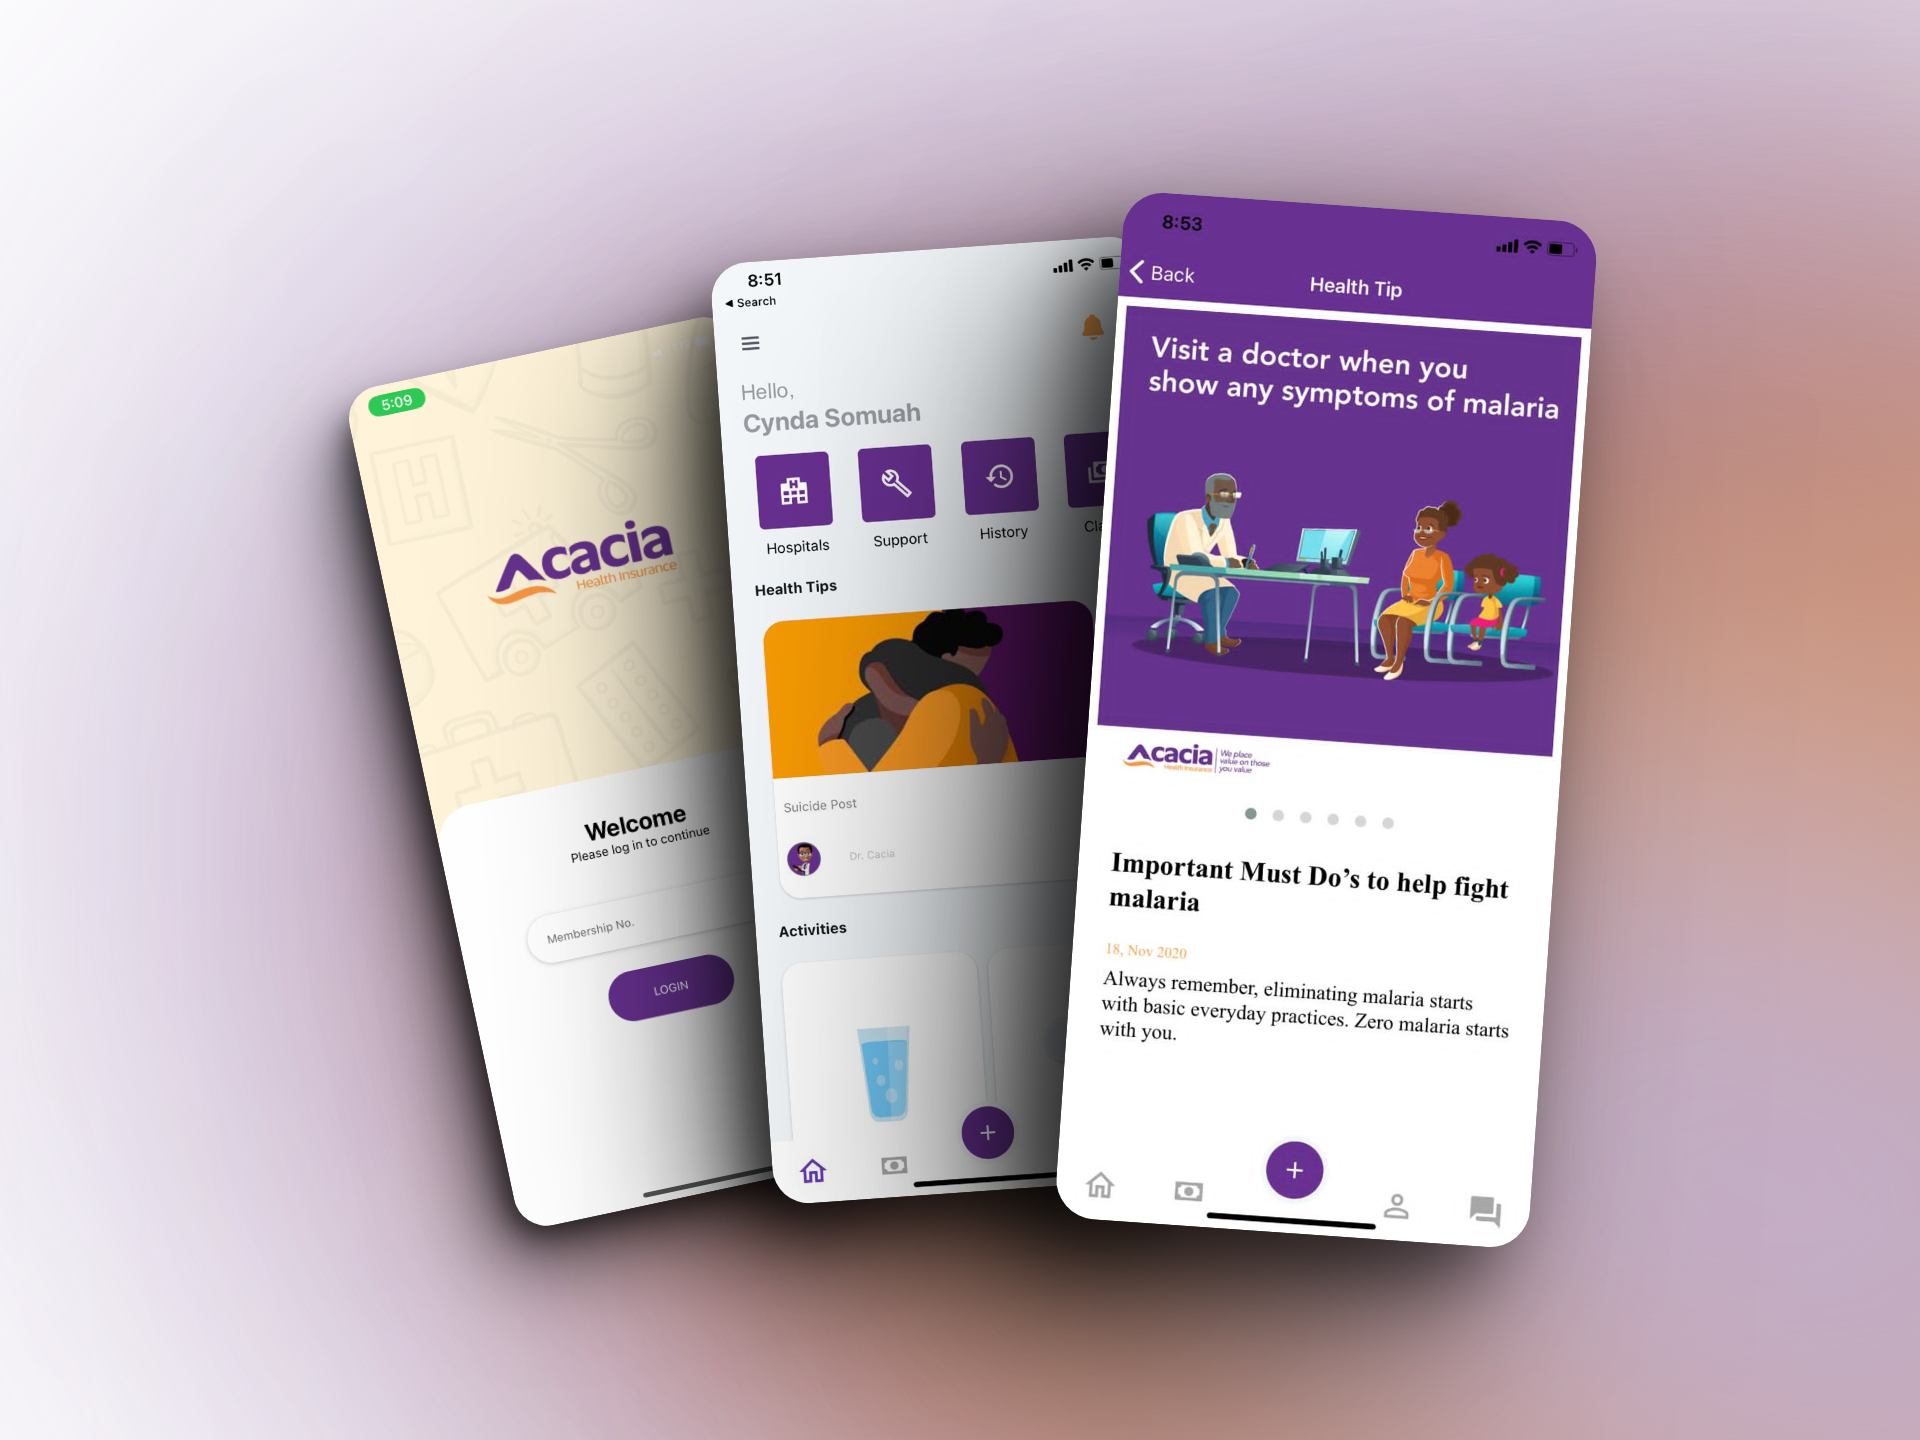 5:09
Acacia
Health Insurance
Welcome
Please log in to continue
Membership No.
LOGIN
8:51
Search
Hello,
Cynda Somuah
Hospitals
Support
History
Cla
Health Tips
Suicide Post
Dr. Cacia
Activities
8:53
Back
Health Tip
Visit a doctor when you
show any symptoms of malaria
Acacia
Health Insurance
We place
value on those
you value
Important Must Do’s to help fight
malaria
18, Nov 2020
Always remember, eliminating malaria starts
with basic everyday practices. Zero malaria starts
with you.